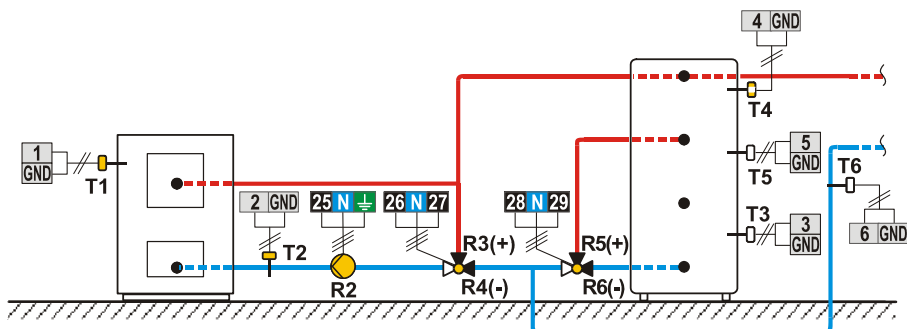 4 GND
T4
1
GND
T1
5
GND
T5
T6
2 GND
25 N
26 N 27
28 N 29
T2
R2
R3(+)
R4(-)
R5(+)
R6(-)
T3
3
GND
6 GND